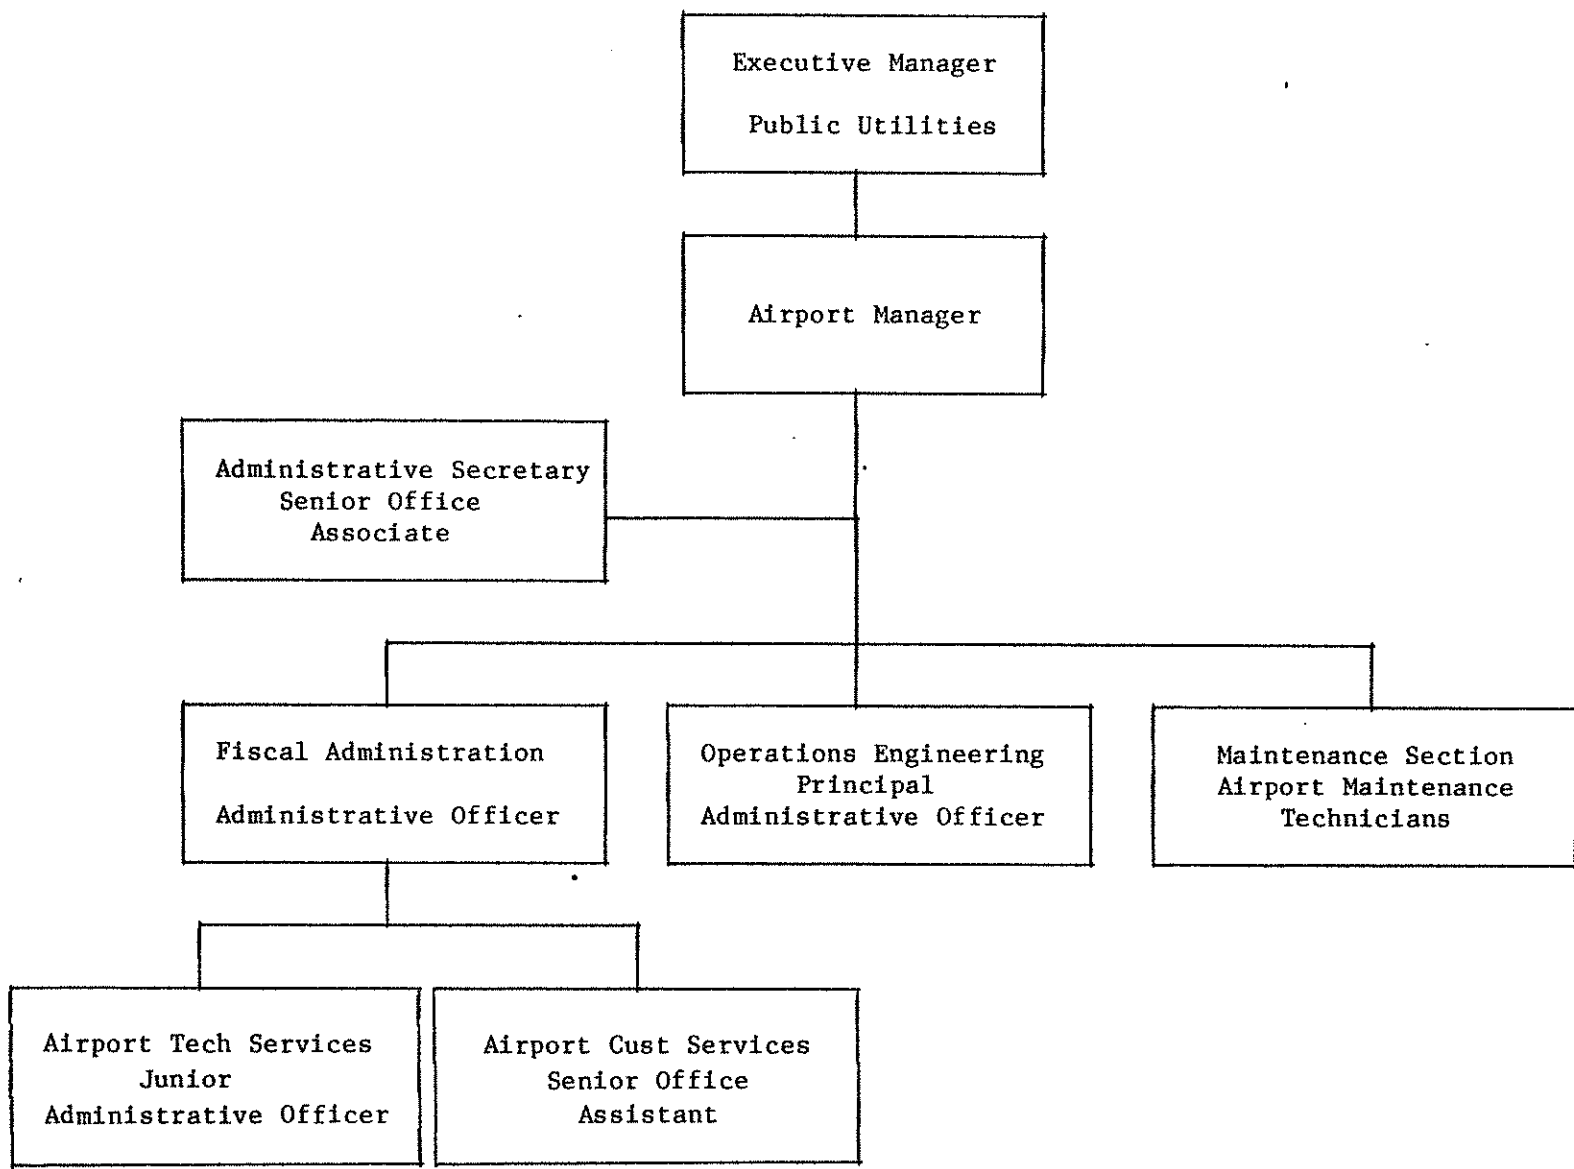 Executive Manager
Public Utilities
Airport Manager
Administrative Secretary
Senior Office
Associate
Fiscal Administration
Administrative Officer
Operations Engineering
Principal
Administrative Officer
Maintenance Section
Airport Maintenance
Technicians
Airport Tech Services
Junior
Administrative Officer
Airport Cust Services
Senior Office
Assistant